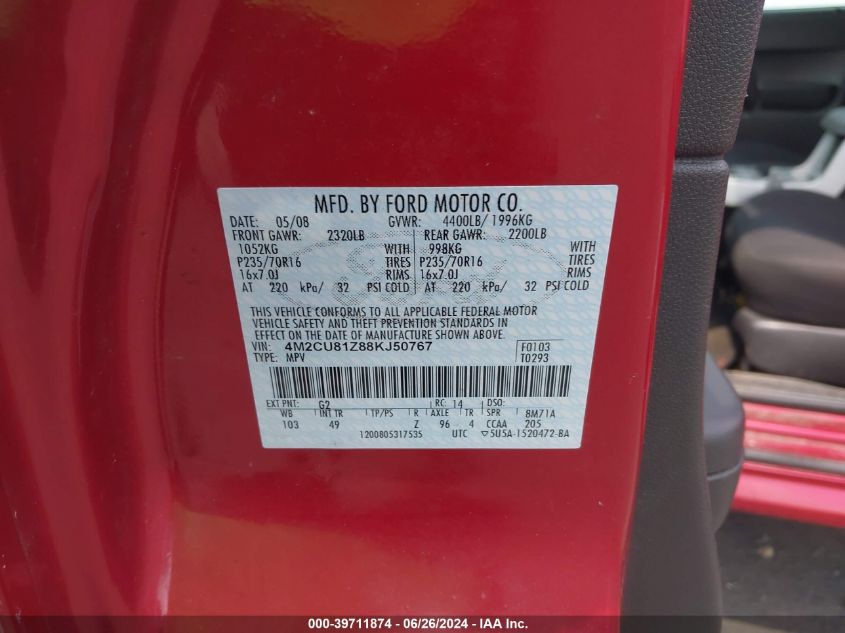 MFD. BY FORD MOTOR CO.
DATE: 05/08 GVWR: 4400LB/ 1996KG
FRONT GAWR: 2320LB REAR GAWR: 2200LB
1052KG WITH 998KG WITH
P235/70R16 TIRES P235/70R16 TIRES
16x7.0J RIMS 16x7.0J RIMS
AT 220 kPa/ 32 PSI COLD AT 220 kPa/ 32 PSI COLD
THIS VEHICLE CONFORMS TO ALL APPLICABLE FEDERAL MOTOR
VEHICLE SAFETY AND THEFT PREVENTION STANDARDS IN
EFFECT ON THE DATE OF MANUFACTURE SHOWN ABOVE.
VIN: 4M2CU81Z88KJ50767 F0103
TYPE: MPV T0293
EXT PNT: G2 RC: 14 DSO:
WB INT TR TP/PS R AXLE TR SPR 8M71A
103 49 Z 96 4 CCAA 205
1200805317535 UTC ▽5U5A-1520472-BA
000-39711874 / 06/26/2024 / IAA Inc.